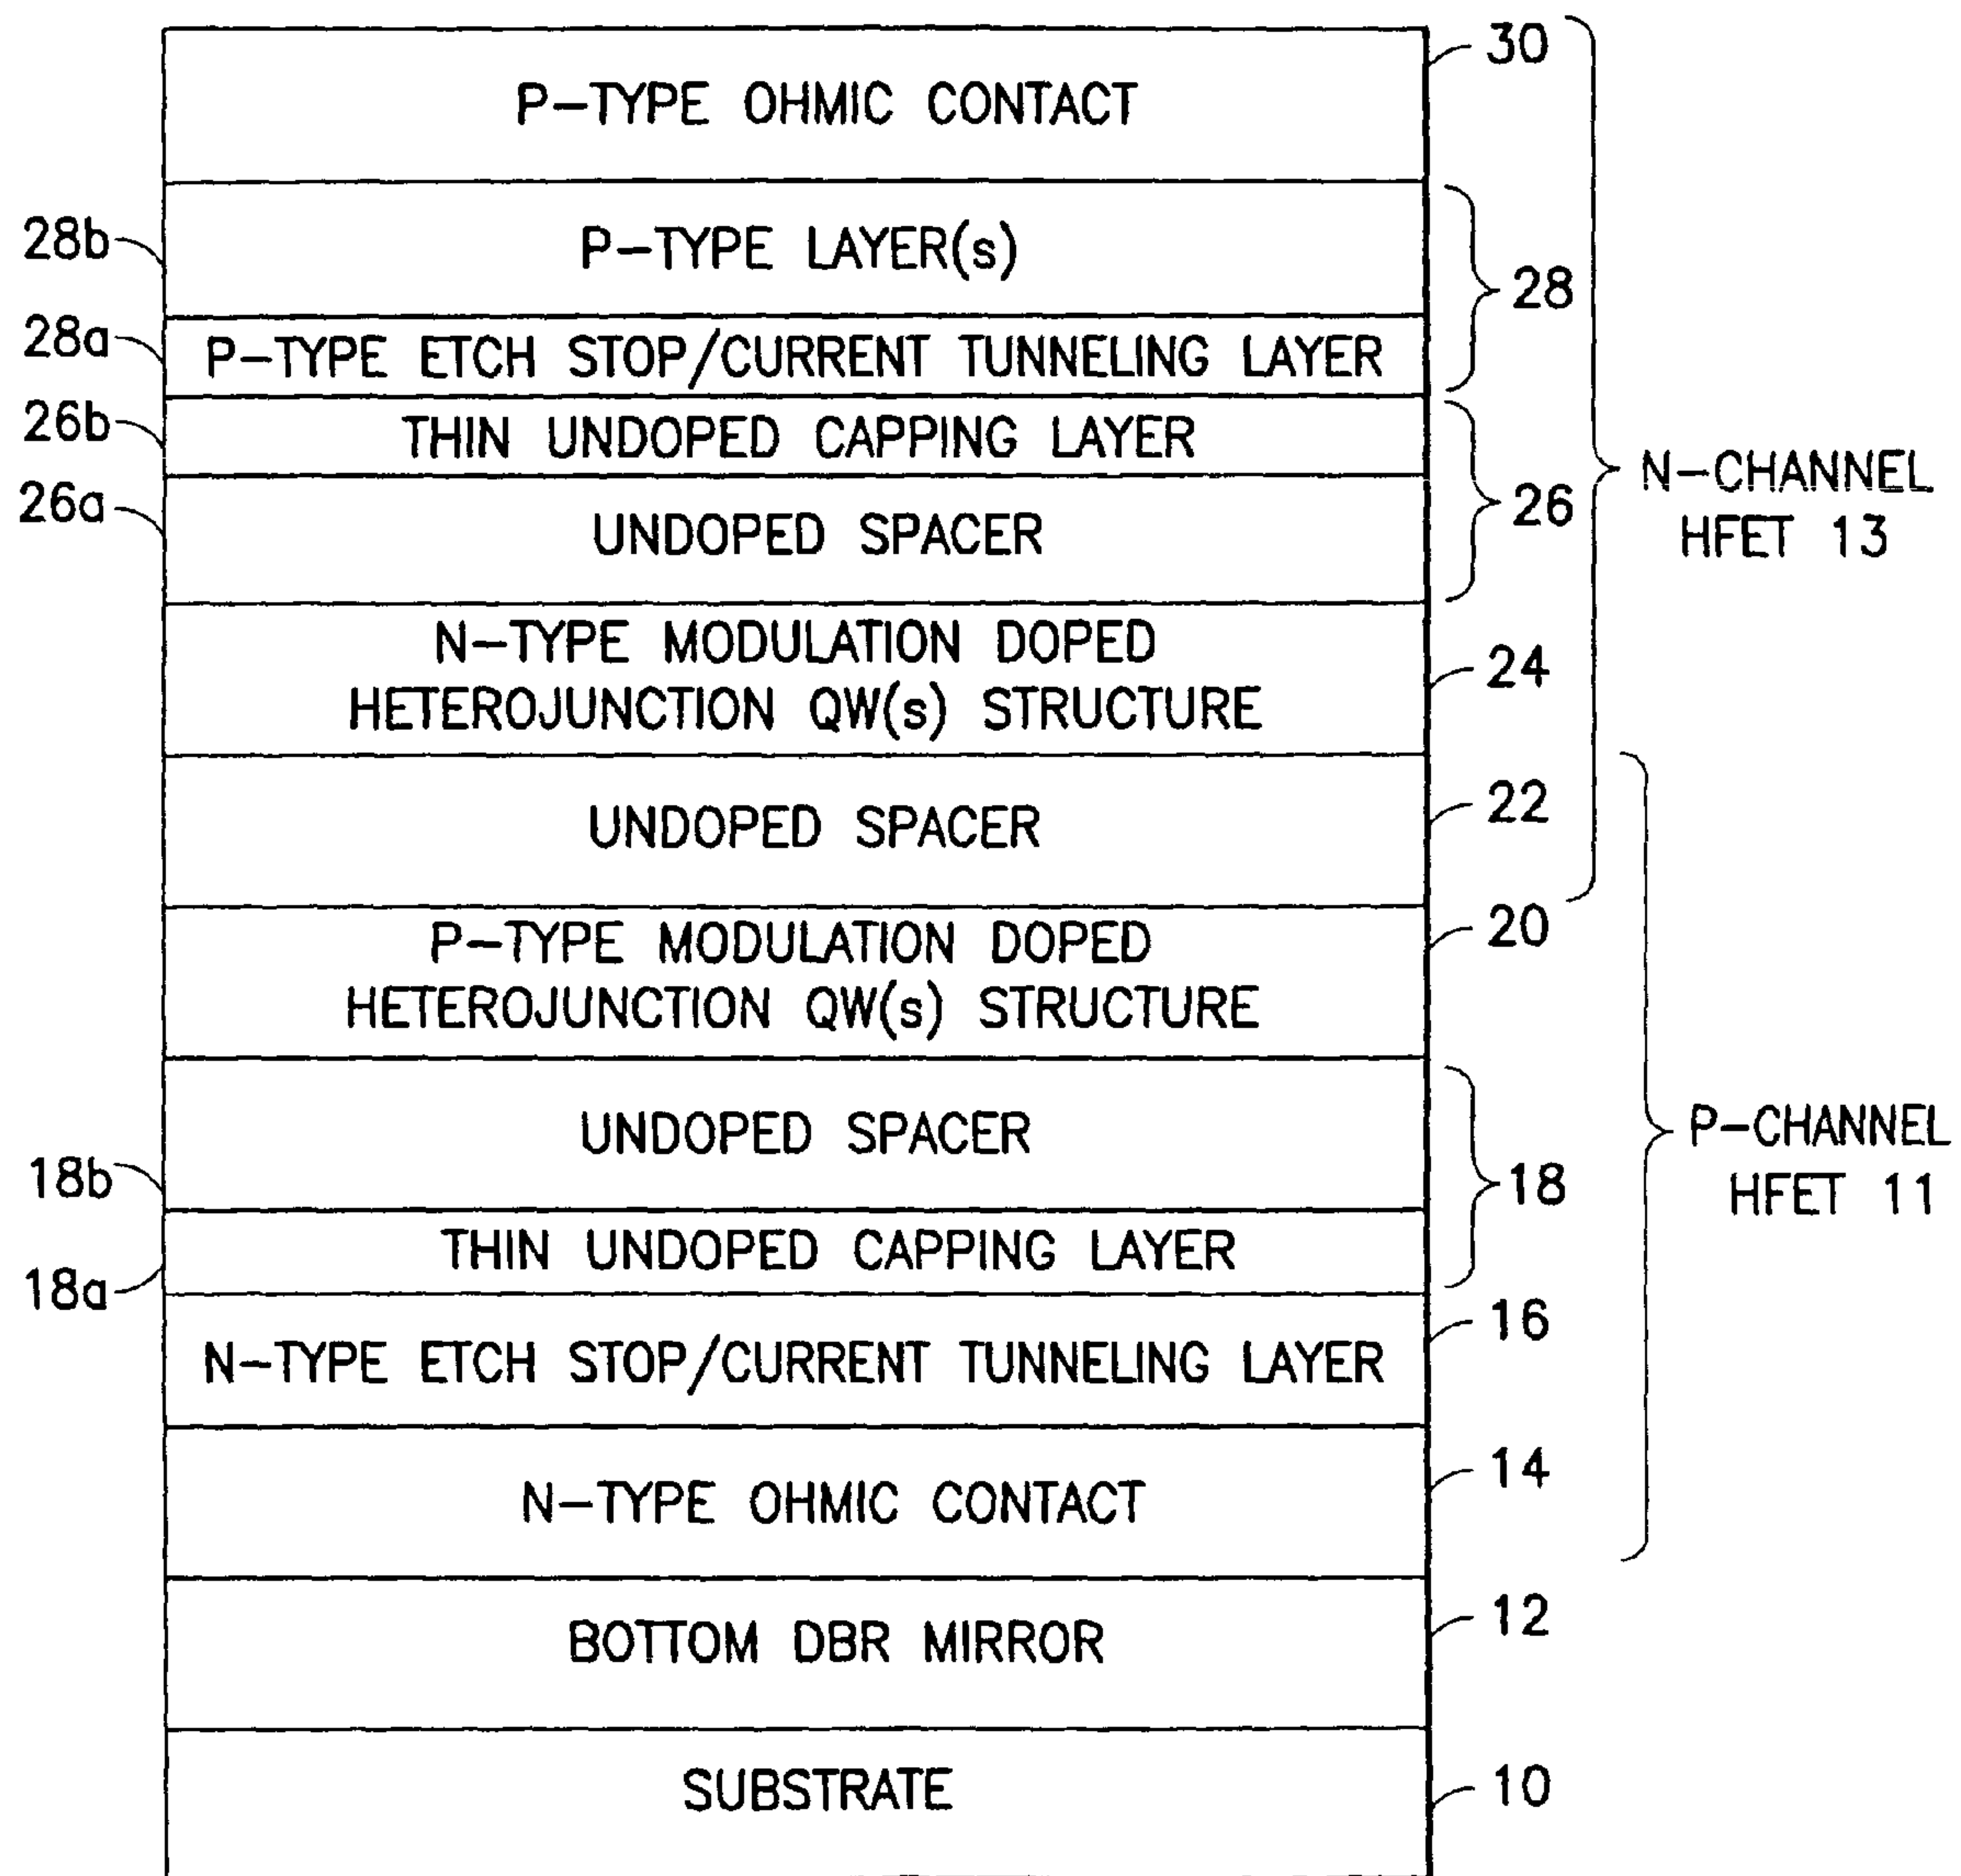 30
P-TYPE OHMIC CONTACT
28b
P-TYPE LAYER(s)
28
28a
P-TYPE ETCH STOP/CURRENT TUNNELING LAYER
26b
THIN UNDOPED CAPPING LAYER
26a
UNDOPED SPACER
26
N-CHANNEL
HFET 13
N-TYPE MODULATION DOPED
HETEROJUNCTION QW(s) STRUCTURE
24
UNDOPED SPACER
22
P-TYPE MODULATION DOPED
HETEROJUNCTION QW(s) STRUCTURE
20
UNDOPED SPACER
18b
18
P-CHANNEL
HFET 11
THIN UNDOPED CAPPING LAYER
18a
N-TYPE ETCH STOP/CURRENT TUNNELING LAYER
16
N-TYPE OHMIC CONTACT
14
BOTTOM DBR MIRROR
12
SUBSTRATE
10